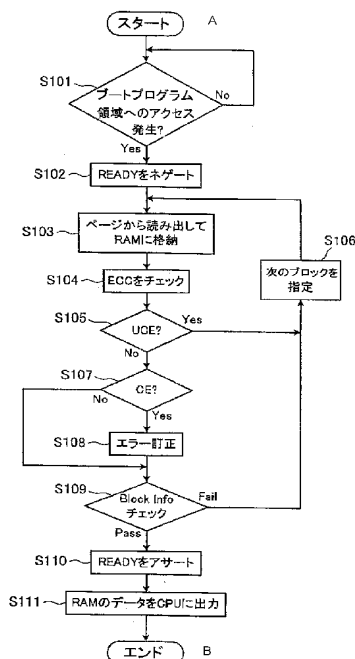 スタート
A
S101
ブートプログラム
領域へのアクセス
発生?
No
Yes
S102
READYをネゲート
S103
ページから読み出して
RAMに格納
S106
次のブロックを
指定
S104
ECCをチェック
S105
UCE?
Yes
No
S107
CE?
No
Yes
S108
エラー訂正
S109
Block Info
チェック
Fail
Pass
S110
READYをアサート
S111
RAMのデータをCPUに出力
エンド
B